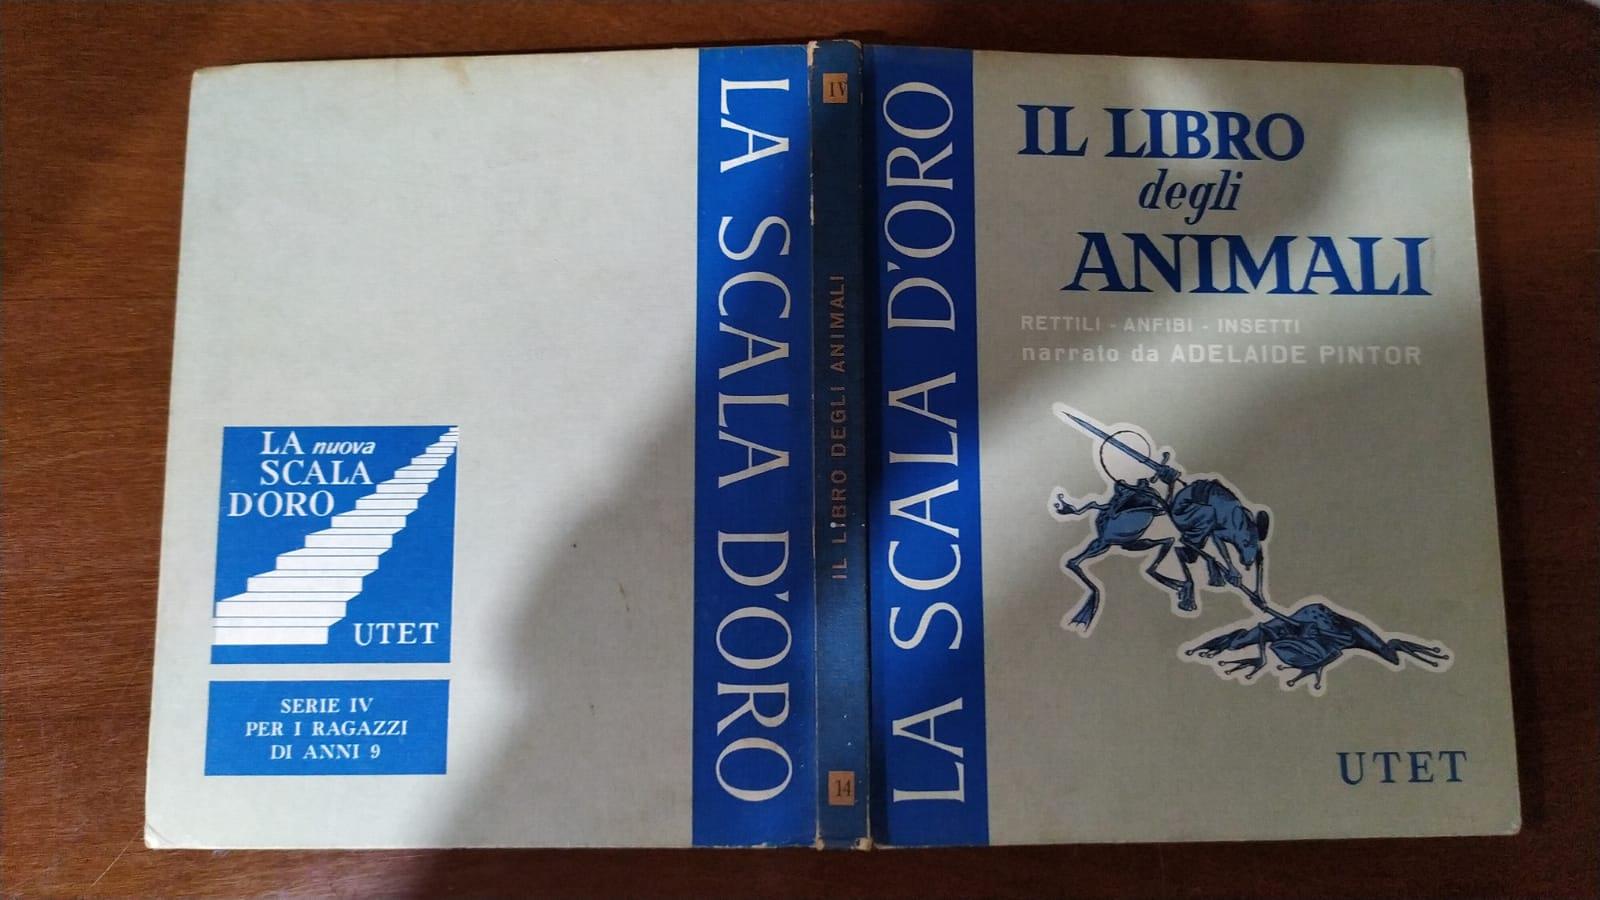 LA nuova
SCALA
D'ORO
UTET
SERIE IV
PER I RAGAZZI
DI ANNI 9
LA SCALA D'ORO
IV
IL LIBRO DEGLI ANIMALI
14
LA SCALA D'ORO
IL LIBRO
degli
ANIMALI
RETTILI - ANFIBI - INSETTI
narrato da ADELAIDE PINTOR
UTET